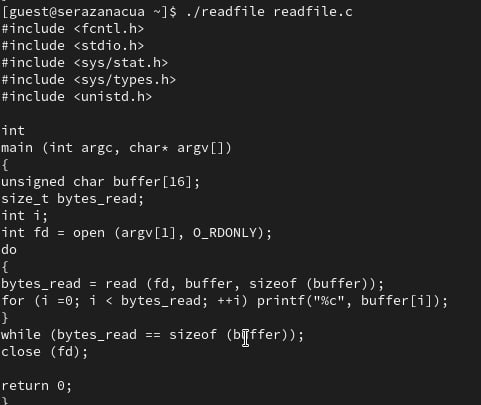 [guest@serazanacua ~]$ ./readfile readfile.c
#include <fcntl.h>
#include <stdio.h>
#include <sys/stat.h>
#include <sys/types.h>
#include <unistd.h>
int
main (int argc, char* argv[])
{
unsigned char buffer[16];
size_t bytes_read;
int i;
int fd = open (argv[1], O_RDONLY);
do
{
bytes_read = read (fd, buffer, sizeof (buffer));
for (i =0; i < bytes_read; ++i) printf("%c", buffer[i]);
}
while (bytes_read == sizeof (buffer));
close (fd);
return 0;
}